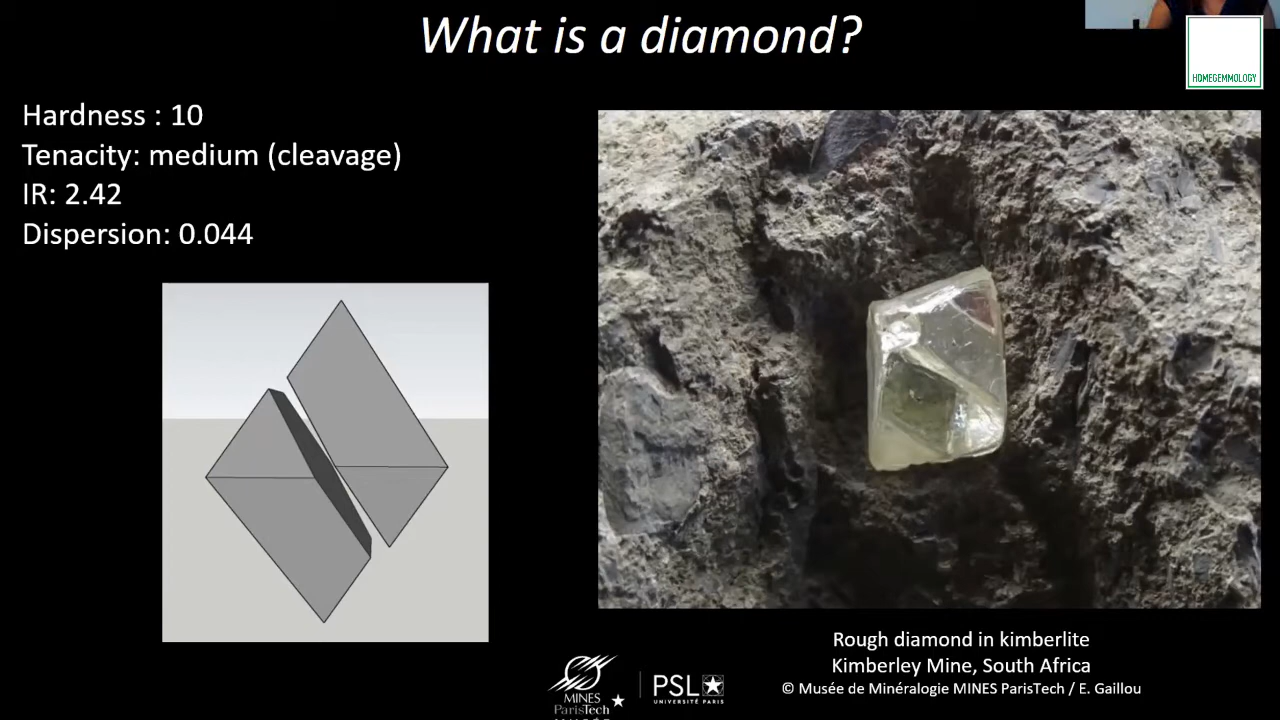 What is a diamond?
HOMEGEMMOLOGY
Hardness : 10
Tenacity: medium (cleavage)
IR: 2.42
Dispersion: 0.044
Rough diamond in kimberlite
Kimberley Mine, South Africa
© Musée de Minéralogie MINES ParisTech / E. Gaillou
MINES
ParisTech
PSL
UNIVERSITÉ PARIS